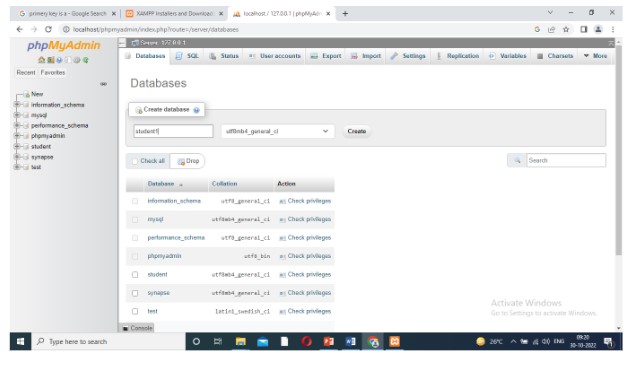 primery key is a - Google Search
XAMPP Installers and Download
localhost / 127.0.0.1 | phpMyAd
localhost/phpmyadmin/index.php?route=/server/databases
phpMyAdmin
Recent Favorites
New
information_schema
mysql
performance_schema
phpmyadmin
student
synapse
test
Server: 127.0.0.1
Databases SQL Status User accounts Export Import Settings Replication Variables Charsets More
Databases
Create database
student1 utf8mb4_general_ci Create
Check all Drop Search
Database Collation Action
information_schema utf8_general_ci Check privileges
mysql utf8mb4_general_ci Check privileges
performance_schema utf8_general_ci Check privileges
phpmyadmin utf8_bin Check privileges
student utf8mb4_general_ci Check privileges
synapse utf8mb4_general_ci Check privileges
test latin1_swedish_ci Check privileges
Console
Activate Windows
Go to Settings to activate Windows.
Type here to search
26°C ENG 09:20
30-10-2022